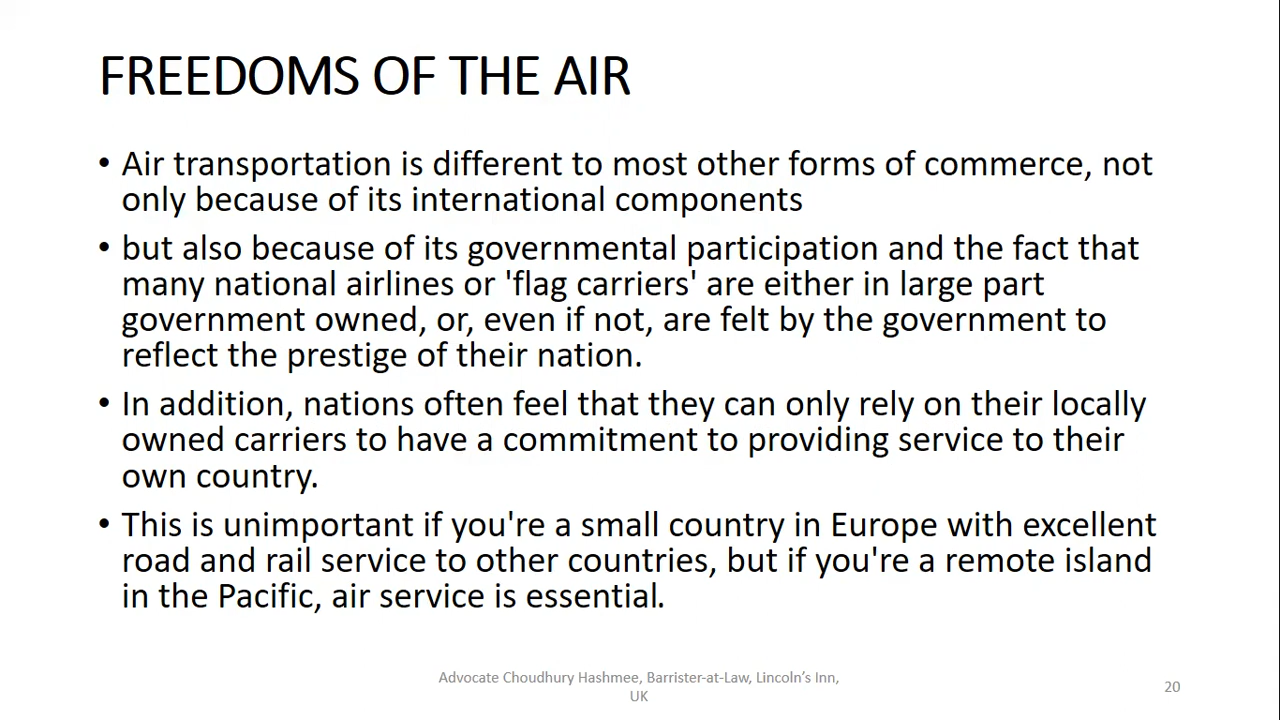 FREEDOMS OF THE AIR
• Air transportation is different to most other forms of commerce, not
only because of its international components
• but also because of its governmental participation and the fact that
many national airlines or 'flag carriers' are either in large part
government owned, or, even if not, are felt by the government to
reflect the prestige of their nation.
• In addition, nations often feel that they can only rely on their locally
owned carriers to have a commitment to providing service to their
own country.
• This is unimportant if you're a small country in Europe with excellent
road and rail service to other countries, but if you're a remote island
in the Pacific, air service is essential.
Advocate Choudhury Hashmee, Barrister-at-Law, Lincoln’s Inn,
UK
20